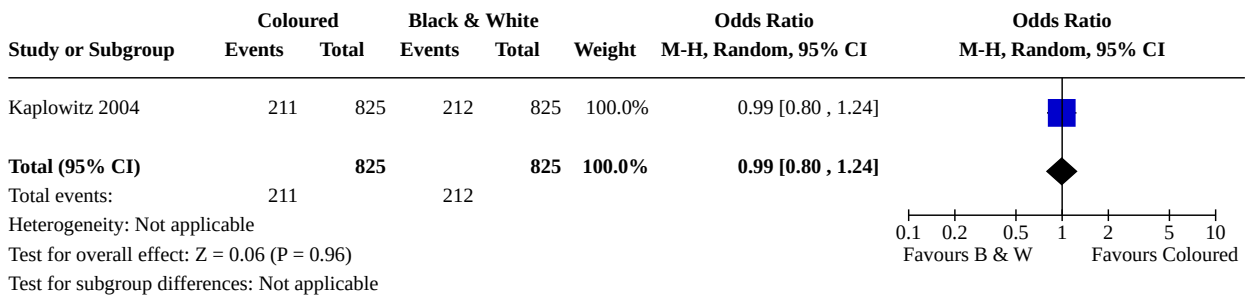 Coloured Black & White Odds Ratio Odds Ratio
Study or Subgroup Events Total Events Total Weight M-H, Random, 95% CI M-H, Random, 95% CI
Kaplowitz 2004 211 825 212 825 100.0% 0.99 [0.80 , 1.24]
Total (95% CI) 825 825 100.0% 0.99 [0.80 , 1.24]
Total events: 211 212
Heterogeneity: Not applicable
0.1 0.2 0.5 1 2 5 10
Test for overall effect: Z = 0.06 (P = 0.96) Favours B & W Favours Coloured
Test for subgroup differences: Not applicable